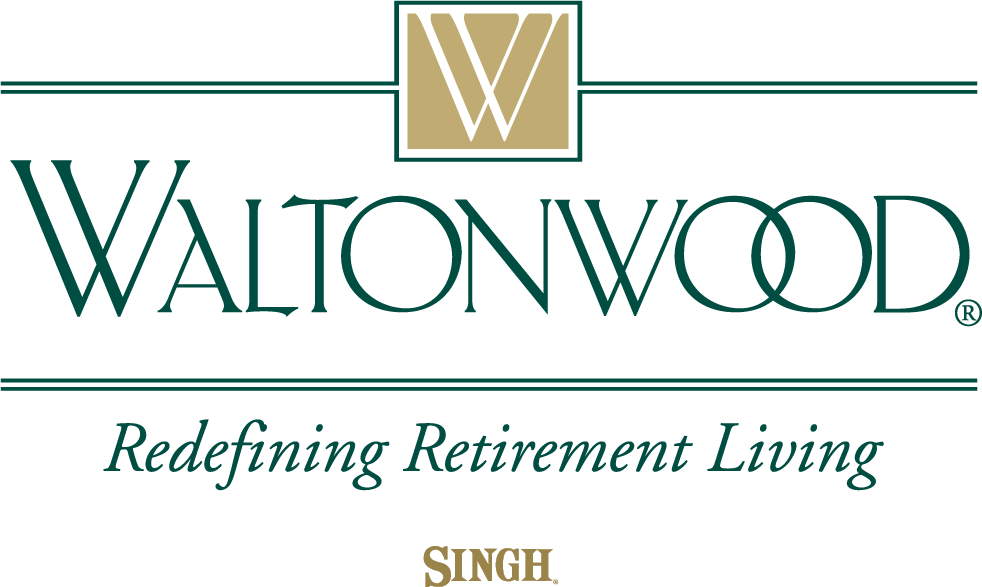 W
WALTONWOOD®
Redefining Retirement Living
SINGH®